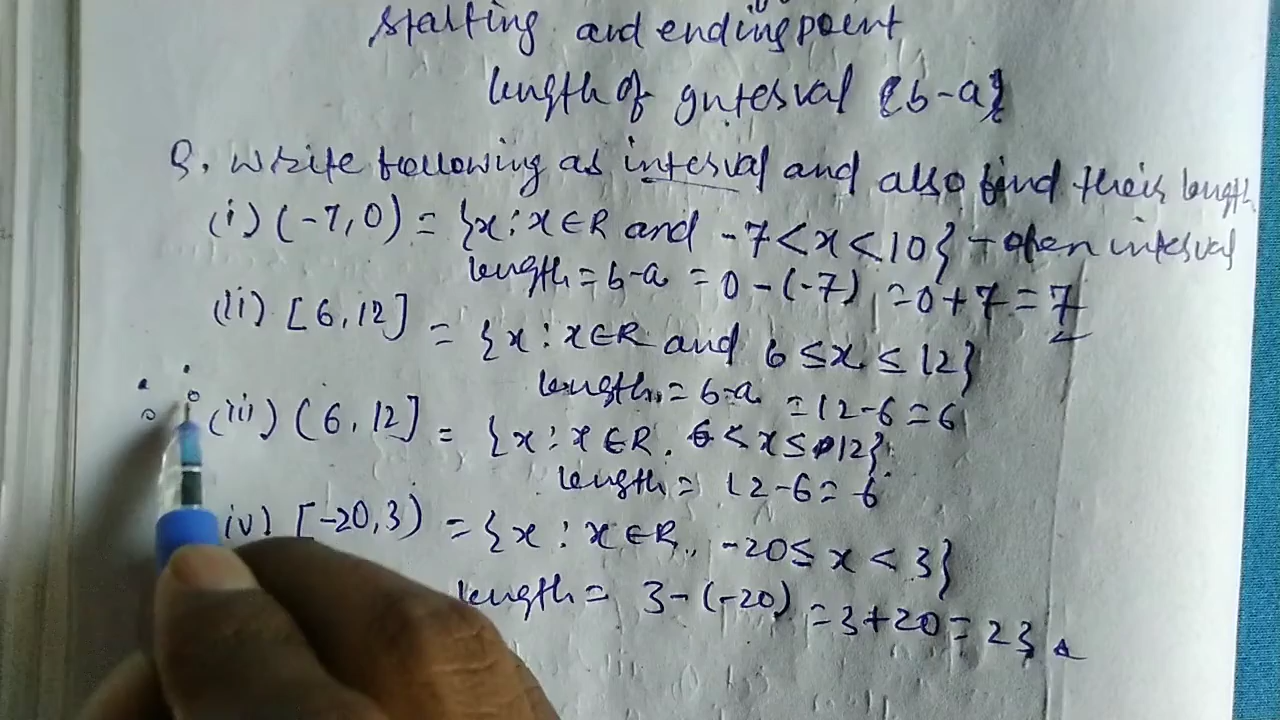 starting and ending point
length of interval {b-a}
Q. Write following as interval and also find their length
(i) (-7,0) = {x : x ∈ R and -7 < x < 10} → open interval
length = b-a = 0-(-7) = 0+7 = 7
(ii) [6,12] = {x : x ∈ R and 6 ≤ x ≤ 12}
length = b-a = 12-6 = 6
(iii) (6,12] = {x : x ∈ R. 6 < x ≤ 12}
length = 12-6 = 6
(iv) [-20,3) = {x : x ∈ R, -20 ≤ x < 3}
length = 3-(-20) = 3+20 = 23